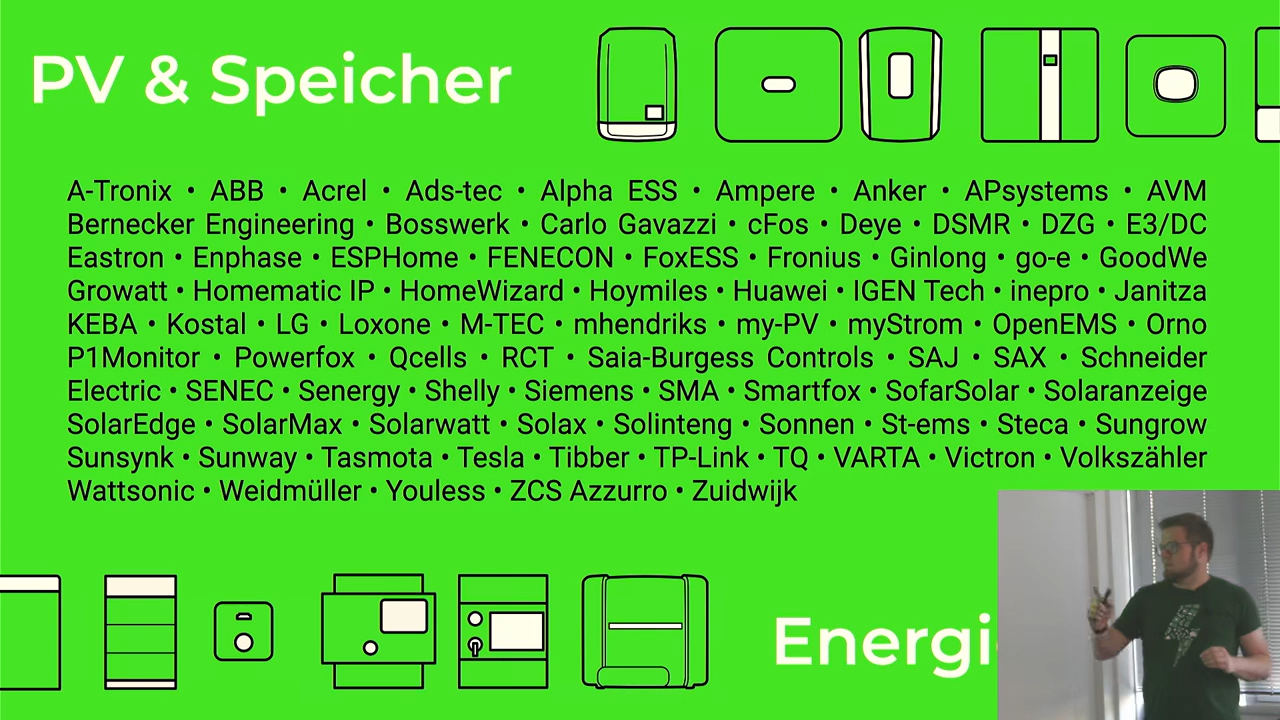 PV & Speicher
A-Tronix • ABB • Acrel • Ads-tec • Alpha ESS • Ampere • Anker • APsystems • AVM
Bernecker Engineering • Bosswerk • Carlo Gavazzi • cFos • Deye • DSMR • DZG • E3/DC
Eastron • Enphase • ESPHome • FENECON • FoxESS • Fronius • Ginlong • go-e • GoodWe
Growatt • Homematic IP • HomeWizard • Hoymiles • Huawei • IGEN Tech • inepro • Janitza
KEBA • Kostal • LG • Loxone • M-TEC • mhendriks • my-PV • myStrom • OpenEMS • Orno
P1Monitor • Powerfox • Qcells • RCT • Saia-Burgess Controls • SAJ • SAX • Schneider
Electric • SENEC • Senergy • Shelly • Siemens • SMA • Smartfox • SofarSolar • Solaranzeige
SolarEdge • SolarMax • Solarwatt • Solax • Solinteng • Sonnen • St-ems • Steca • Sungrow
Sunsynk • Sunway • Tasmota • Tesla • Tibber • TP-Link • TQ • VARTA • Victron • Volkszähler
Wattsonic • Weidmüller • Youless • ZCS Azzurro • Zuidwijk
Energi